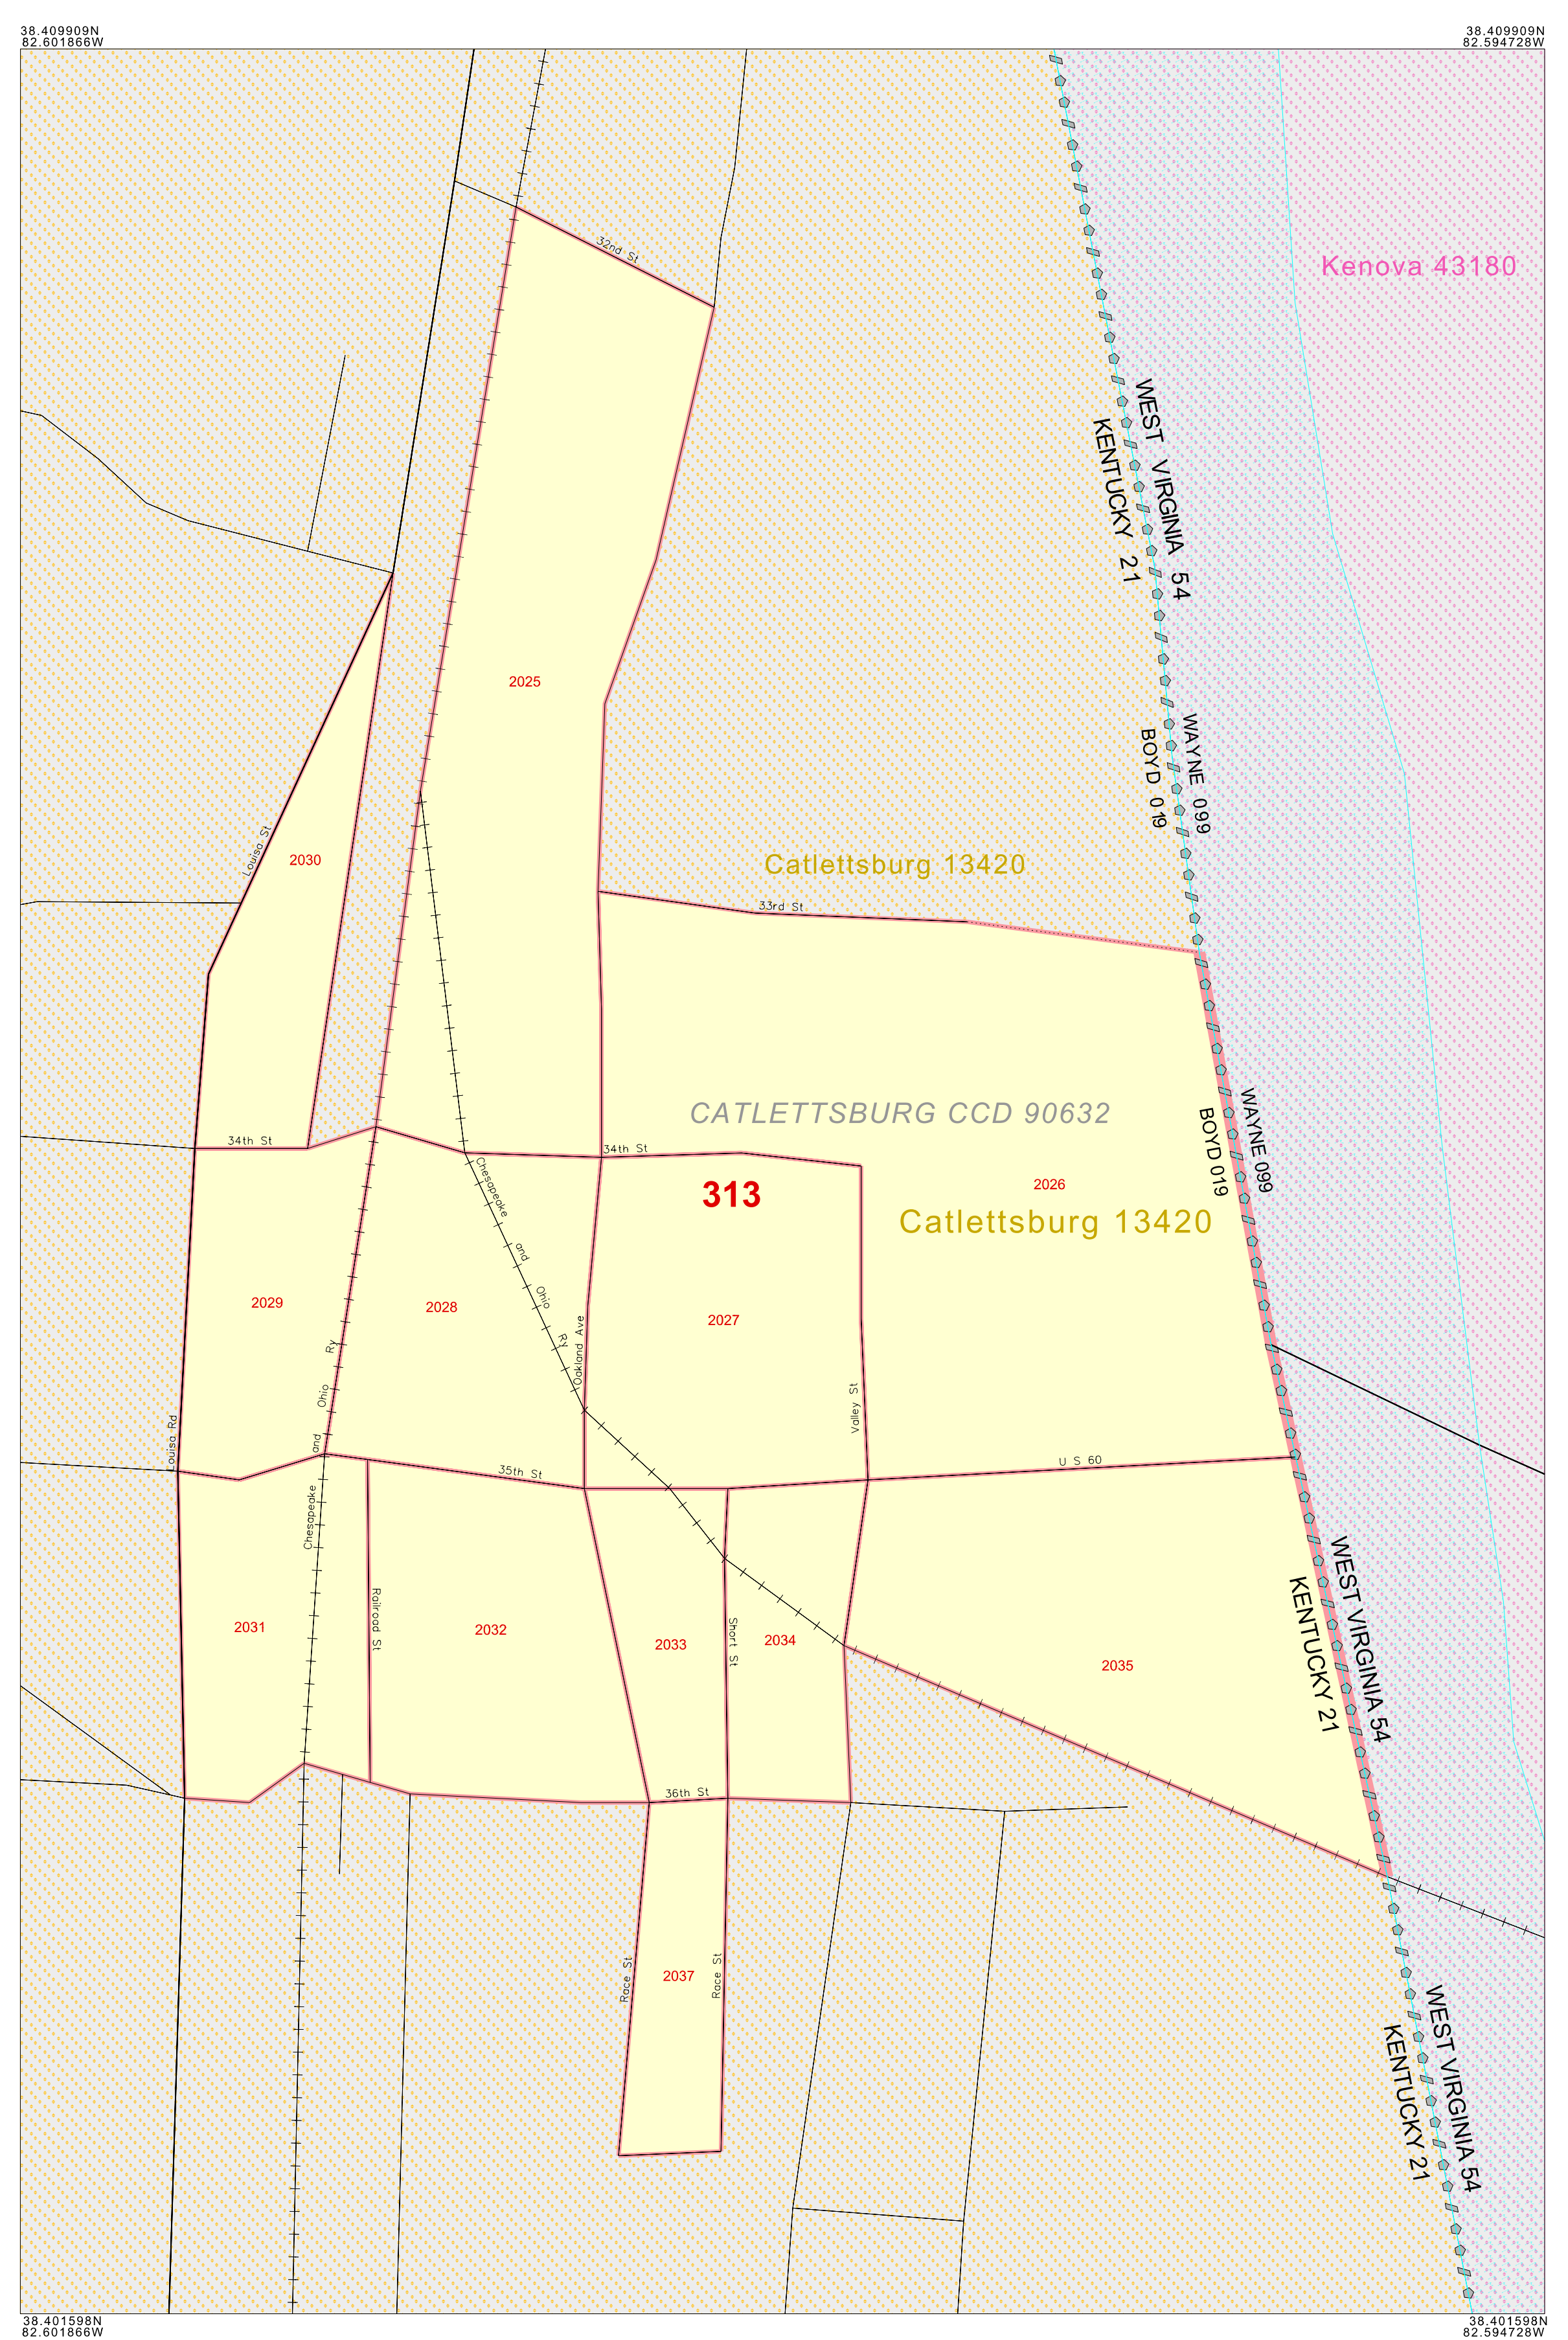 38.409909N
82.601866W
38.409909N
82.594728W
32nd St
Kenova 43180
WEST VIRGINIA 54
KENTUCKY 21
2025
WAYNE 099
BOYD 019
Louisa St
2030
Catlettsburg 13420
33rd St
CATLETTSBURG CCD 90632
WAYNE 099
BOYD 019
34th St
34th St
313
2026
Catlettsburg 13420
Chesapeake and Ohio Ry
2029
2028
2027
Oakland Ave
Valley St
Chesapeake and Ohio Ry
Louisa Rd
35th St
U S 60
WEST VIRGINIA 54
KENTUCKY 21
Railroad St
Short St
2031
2032
2033
2034
2035
36th St
Race St
Race St
2037
WEST VIRGINIA 54
KENTUCKY 21
38.401598N
82.601866W
38.401598N
82.594728W